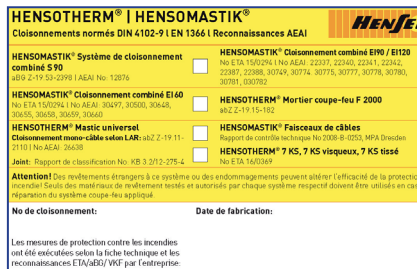 HENSOTHERM® | HENSOMASTIK®
Cloisonnements normés DIN 4102-9 l EN 1366 l Reconnaissances AEAI
HENSEL
HENSOMASTIK® Système de cloisonnement
combiné S 90
aBG Z-19.53-2398 | AEAI No: 12876
HENSOMASTIK® Cloisonnement combiné EI90 / EI120
No ETA 15/0294 I No AEAI: 22337, 22340, 22341, 22342,
22387, 22388, 30749, 30774 30775, 30777, 30778, 30780,
30781, 030782
HENSOMASTIK® Cloisonnement combiné EI 60
No ETA 15/0294 I No AEAI: 30497, 30500, 30648,
30655, 30658, 30659, 30660
HENSOTHERM® Mortier coupe-feu F 2000
abZ Z-19.15-182
HENSOTHERM® Mastic universel
Cloisonnement mono-câble selon LAR: abZ Z-19.11-
2110 I No AEAI: 26638
Joint: Rapport de classification No: KB 3.2/12-275-4
HENSOMASTIK® Faisceaux de câbles
Rapport de contrôle technique No 2008-B-0253, MPA Dresden
HENSOTHERM® 7 KS, 7 KS visqueux, 7 KS tissé
No ETA 16/0369
Attention! Des revêtements étrangers à ce système ou des endommagements peuvent altérer l'efficacité de la protectio
incendie! Seuls des matériaux de revêtement testés et autorisés par chaque système respectif doivent être utilisés en cas
réparation du système coupe-feu appliqué.
No de cloisonnement:
Date de fabrication:
Les mesures de protection contre les incendies
ont été exécutées selon la fiche technique et les
reconnaissances ETA/aBG/ VKF par l'entreprise: